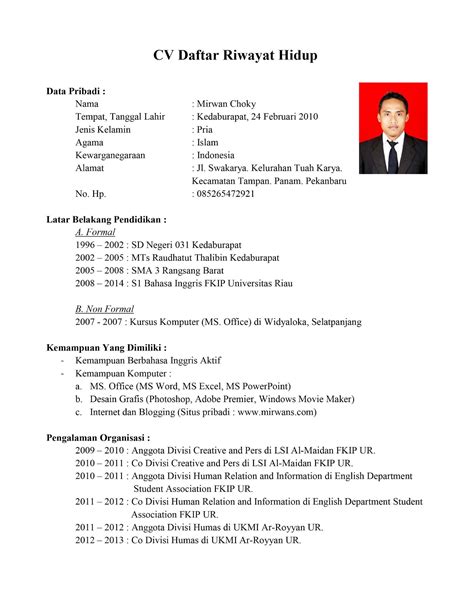 CV Daftar Riwayat Hidup
Data Pribadi :
Nama : Mirwan Choky
Tempat, Tanggal Lahir : Kedaburapat, 24 Februari 2010
Jenis Kelamin : Pria
Agama : Islam
Kewarganegaraan : Indonesia
Alamat : Jl. Swakarya. Kelurahan Tuah Karya.
Kecamatan Tampan. Panam. Pekanbaru
No. Hp. : 085265472921
Latar Belakang Pendidikan :
A. Formal
1996 – 2002 : SD Negeri 031 Kedaburapat
2002 – 2005 : MTs Raudhatut Thalibin Kedaburapat
2005 – 2008 : SMA 3 Rangsang Barat
2008 – 2014 : S1 Bahasa Inggris FKIP Universitas Riau
B. Non Formal
2007 - 2007 : Kursus Komputer (MS. Office) di Widyaloka, Selatpanjang
Kemampuan Yang Dimiliki :
- Kemampuan Berbahasa Inggris Aktif
- Kemampuan Komputer :
a. MS. Office (MS Word, MS Excel, MS PowerPoint)
b. Desain Grafis (Photoshop, Adobe Premier, Windows Movie Maker)
c. Internet dan Blogging (Situs pribadi : www.mirwans.com)
Pengalaman Organisasi :
2009 – 2010 : Anggota Divisi Creative and Pers di LSI Al-Maidan FKIP UR.
2010 – 2011 : Co Divisi Creative and Pers di LSI Al-Maidan FKIP UR.
2010 – 2011 : Anggota Divisi Human Relation and Information di English Department
Student Association FKIP UR.
2011 – 2012 : Co Divisi Human Relation and Information di English Department Student
Association FKIP UR.
2011 – 2012 : Anggota Divisi Humas di UKMI Ar-Royyan UR.
2012 – 2013 : Co Divisi Humas di UKMI Ar-Royyan UR.